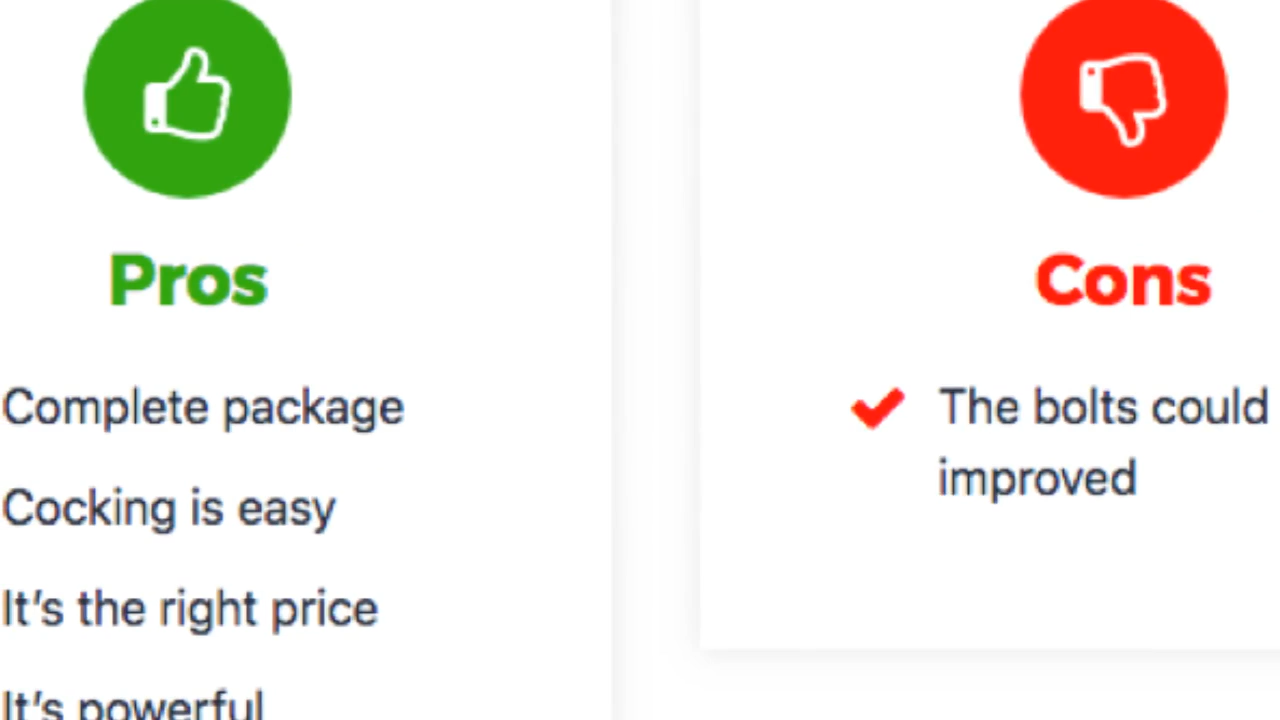 Pros
Complete package
Cocking is easy
It's the right price
It's powerful
Cons
The bolts could
improved